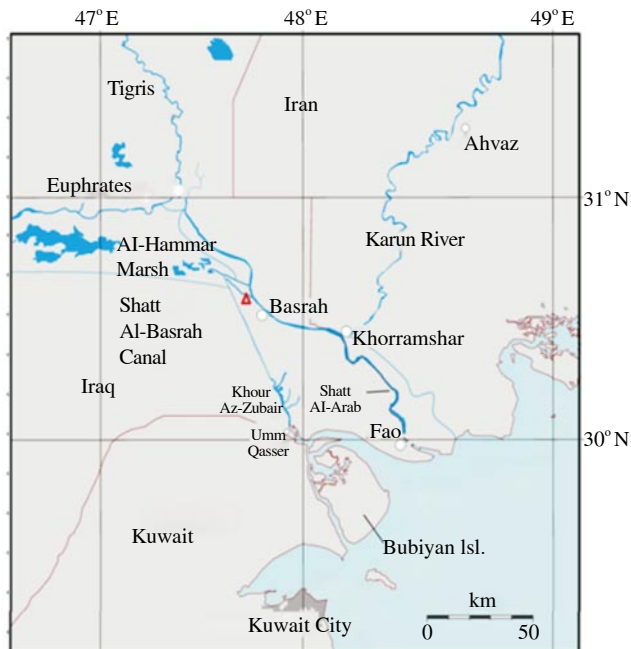 47° E 48° E 49° E
Tigris
Iran
Ahvaz
Euphrates
31° N
Karun River
AI-Hammar
Marsh
Shatt
Al-Basrah
Canal
Basrah
Khorramshar
Iraq
Khour
Az-Zubair
Shatt
AI-Arab
Umm
Qasser
Fao
30° N
Kuwait
Bubiyan lsl.
Kuwait City
km
0 50